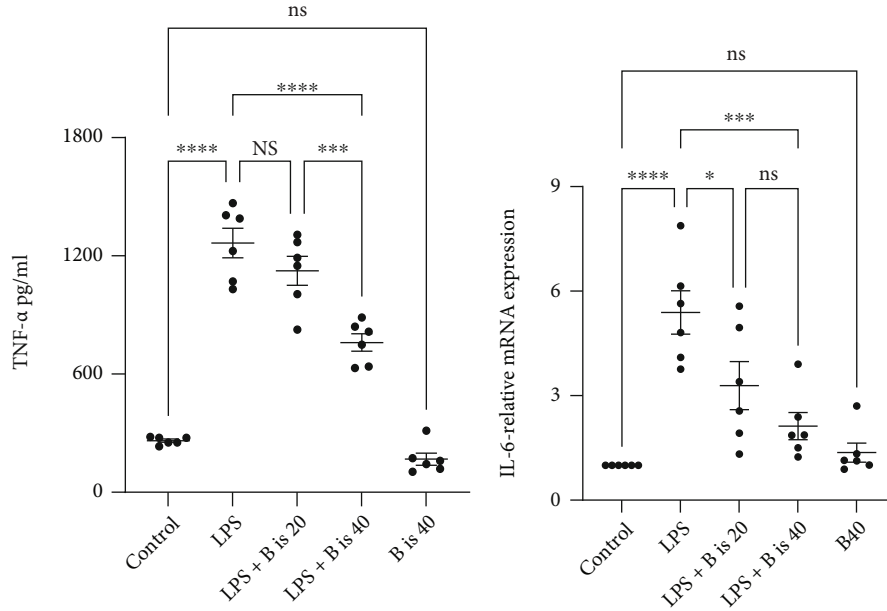 ns
****
****
NS
***
1800
1200
600
0
TNF-α pg/ml
Control
LPS
LPS + B is 20
LPS + B is 40
B is 40
ns
***
****
*
ns
9
6
3
0
IL-6-relative mRNA expression
Control
LPS
LPS + B is 20
LPS + B is 40
B40